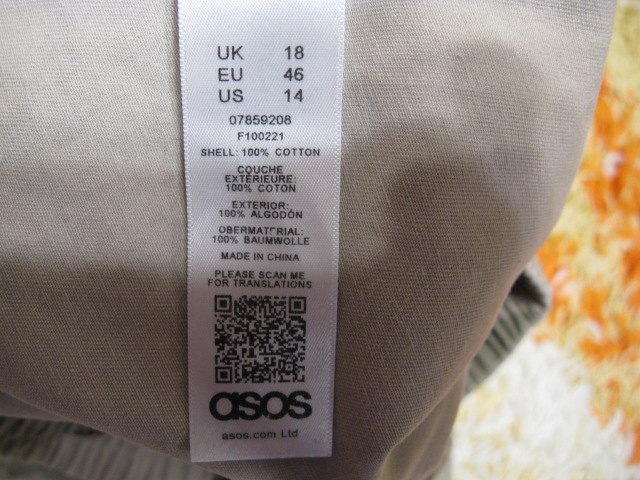 UK 18
EU 46
US 14
07859208
F100221
SHELL: 100% COTTON
COUCHE
EXTÉRIEURE:
100% COTON
EXTERIOR:
100% ALGODÓN
OBERMATERIAL:
100% BAUMWOLLE
MADE IN CHINA
PLEASE SCAN ME
FOR TRANSLATIONS
asos
asos.com Ltd